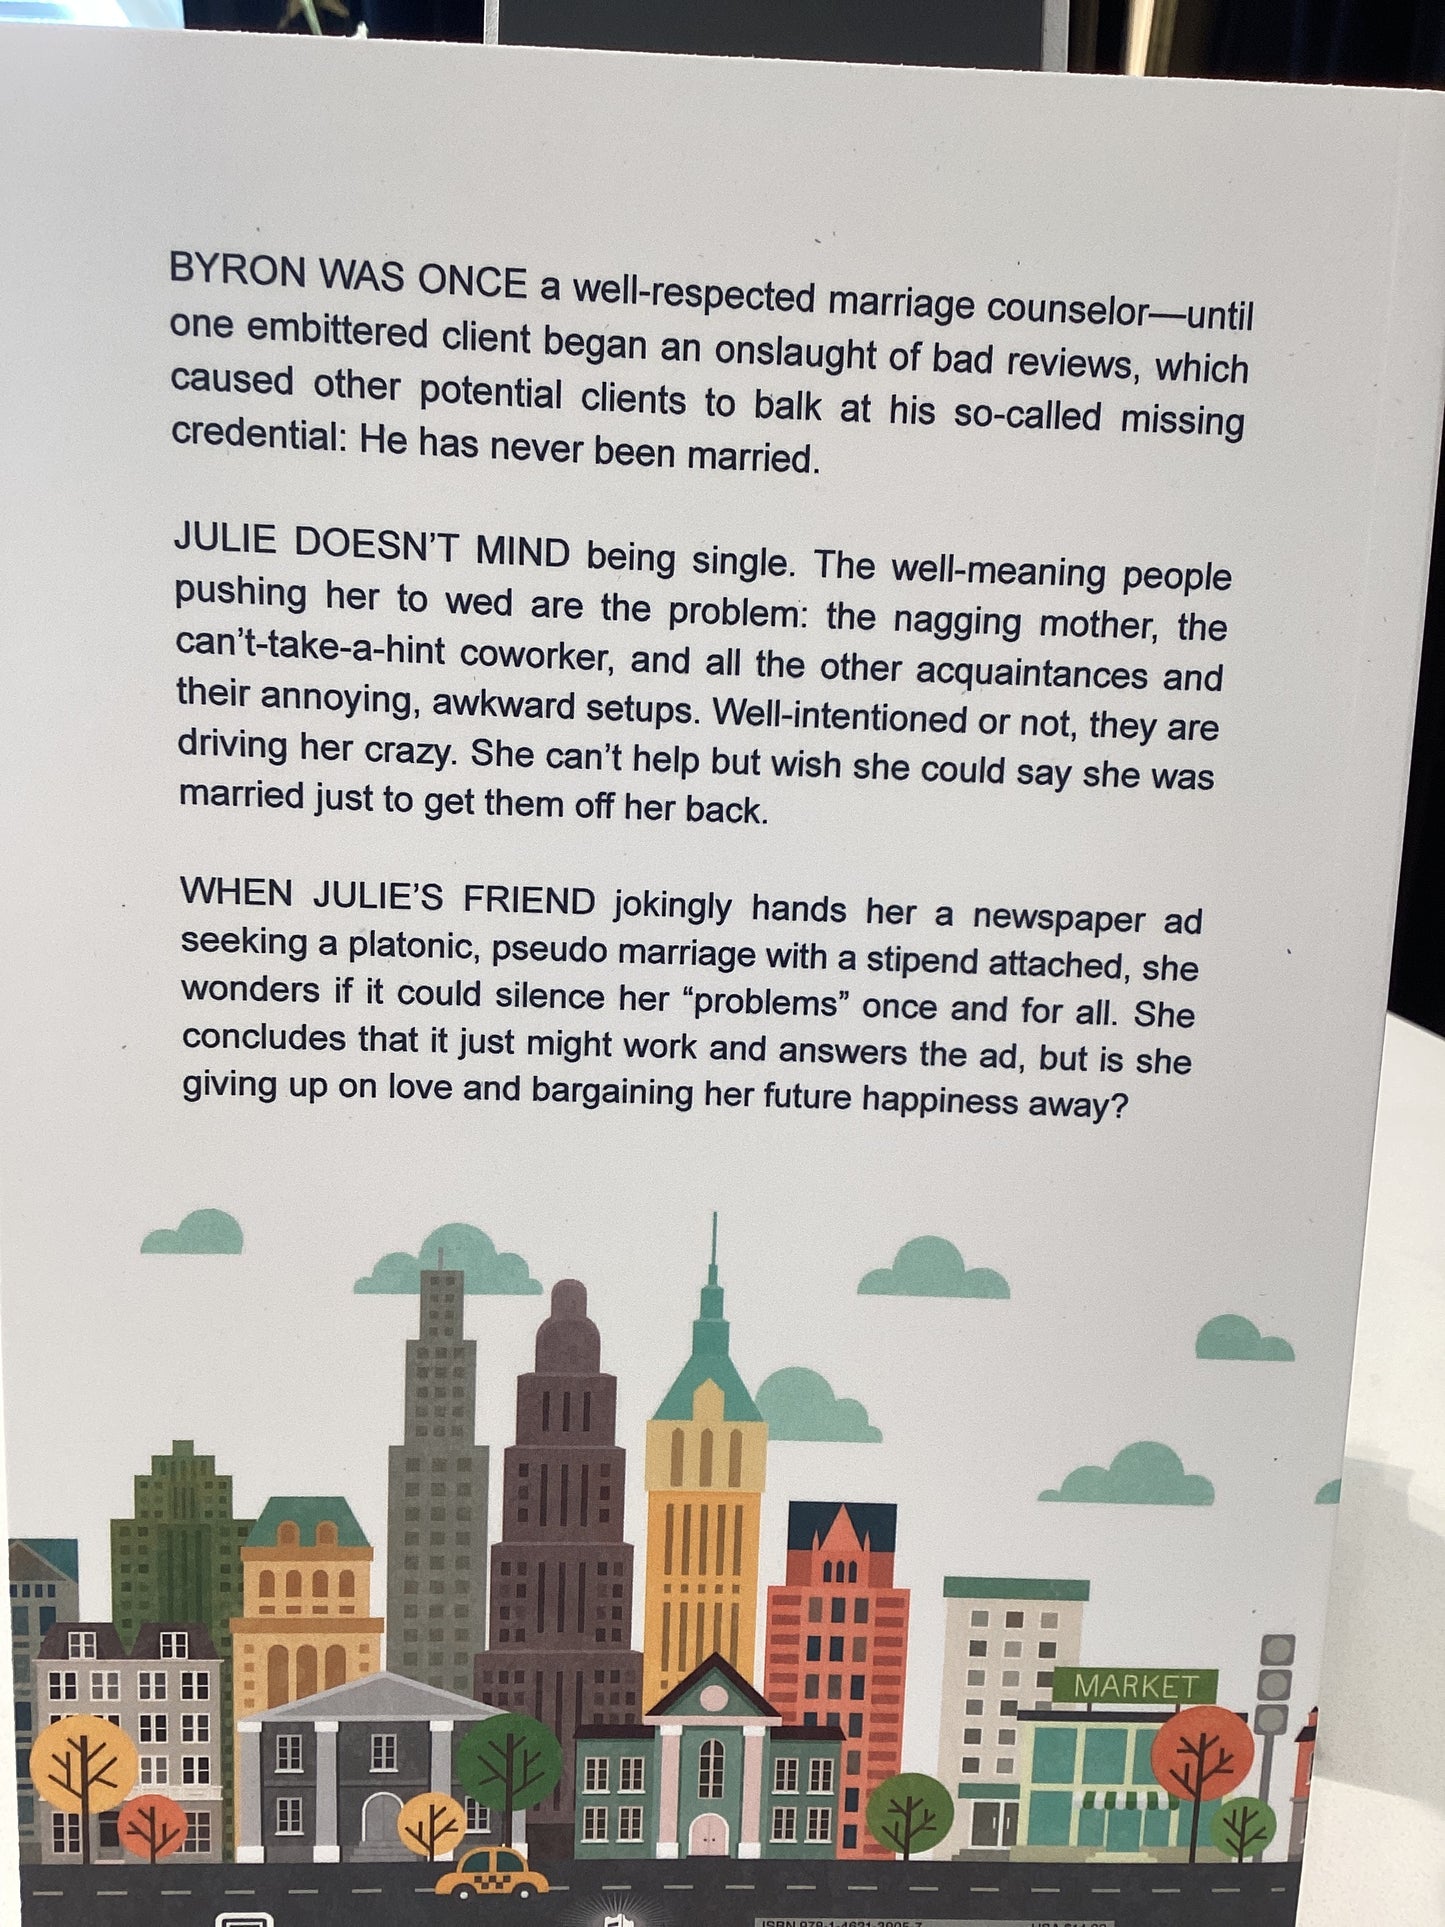 BYRON WAS ONCE a well-respected marriage counselor—until
one embittered client began an onslaught of bad reviews, which
caused other potential clients to balk at his so-called missing
credential: He has never been married.
JULIE DOESN'T MIND being single. The well-meaning people
pushing her to wed are the problem: the nagging mother, the
can't-take-a-hint coworker, and all the other acquaintances and
their annoying, awkward setups. Well-intentioned or not, they are
driving her crazy. She can't help but wish she could say she was
married just to get them off her back.
WHEN JULIE'S FRIEND jokingly hands her a newspaper ad
seeking a platonic, pseudo marriage with a stipend attached, she
wonders if it could silence her “problems” once and for all. She
concludes that it just might work and answers the ad, but is she
giving up on love and bargaining her future happiness away?
MARKET